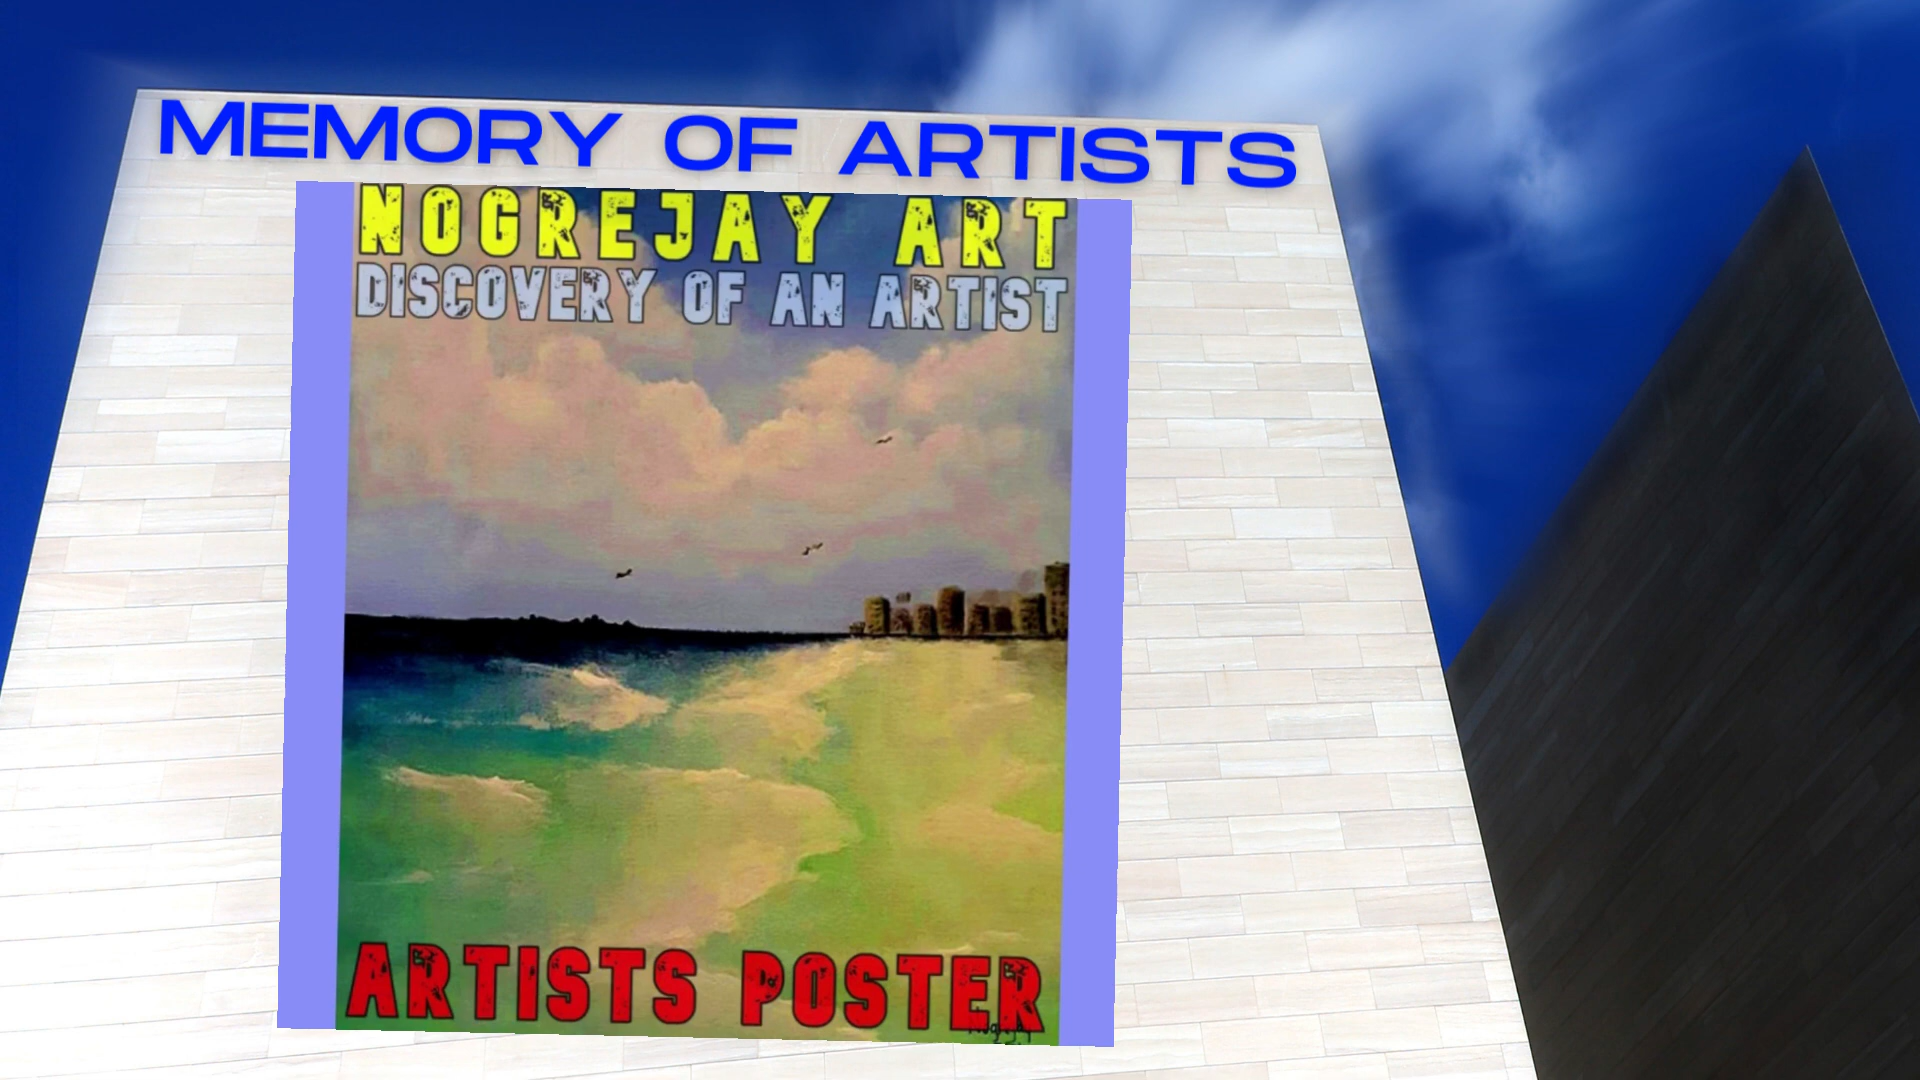 MEMORY OF ARTISTS
NOGREJAY ART
DISCOVERY OF AN ARTIST
ARTISTS POSTER